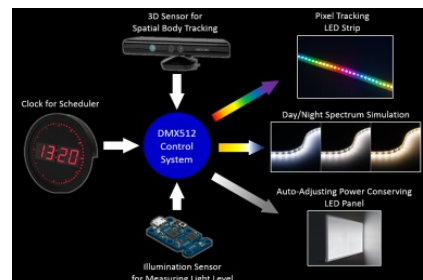 3D Sensor for
Spatial Body Tracking
Pixel Tracking
LED Strip
Clock for Scheduler
13:20
DMX512
Control
System
Day/Night Spectrum Simulation
Auto-Adjusting Power Conserving
LED Panel
Illumination Sensor
for Measuring Light Level